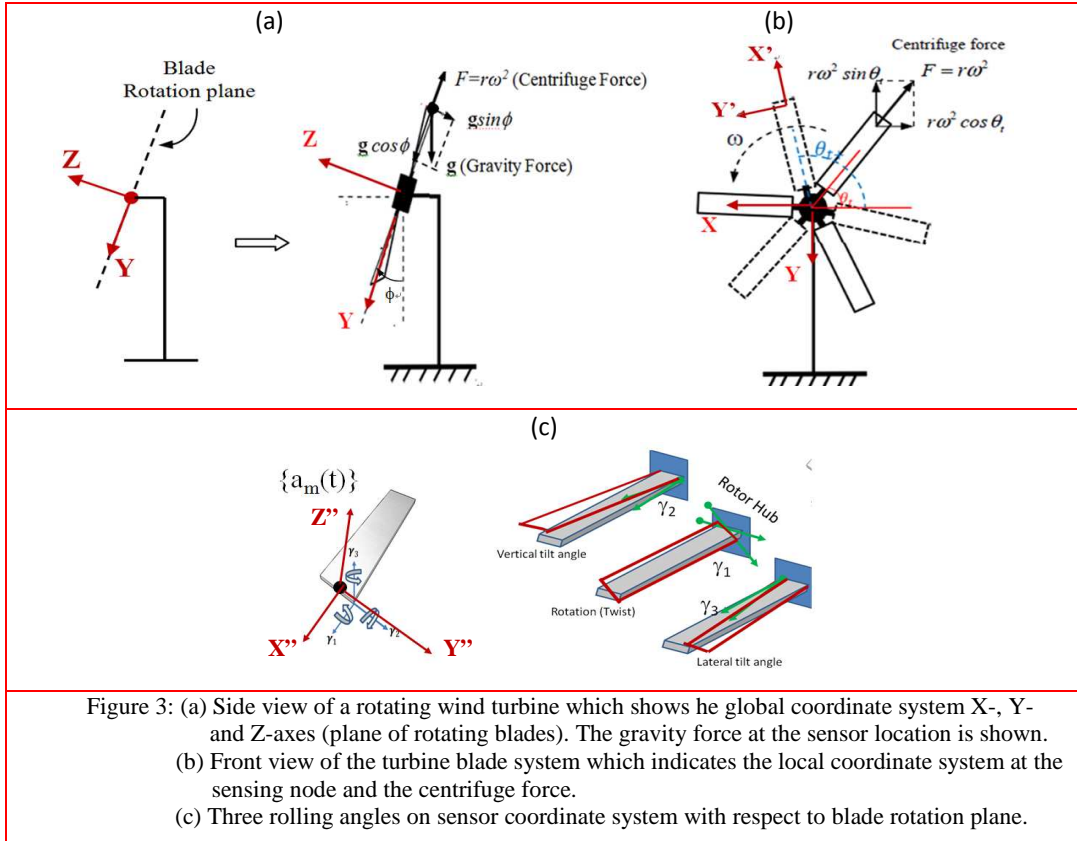 (a)
Blade
Rotation plane
Z
Y
F=rω² (Centrifuge Force)
gsinϕ
g cosϕ
g (Gravity Force)
Z
ϕ
Y
(b)
Centrifuge force
X'
rω² sinθt
F = rω²
Y'
rω² cosθt
ω
θt
θt
X
Y
(c)
{am(t)}
Z”
γ3
γ1
γ2
X”
Y”
γ2
Vertical tilt angle
Rotor Hub
γ1
Rotation (Twist)
γ3
Lateral tilt angle
Figure 3: (a) Side view of a rotating wind turbine which shows he global coordinate system X-, Y-
and Z-axes (plane of rotating blades). The gravity force at the sensor location is shown.
(b) Front view of the turbine blade system which indicates the local coordinate system at the
sensing node and the centrifuge force.
(c) Three rolling angles on sensor coordinate system with respect to blade rotation plane.